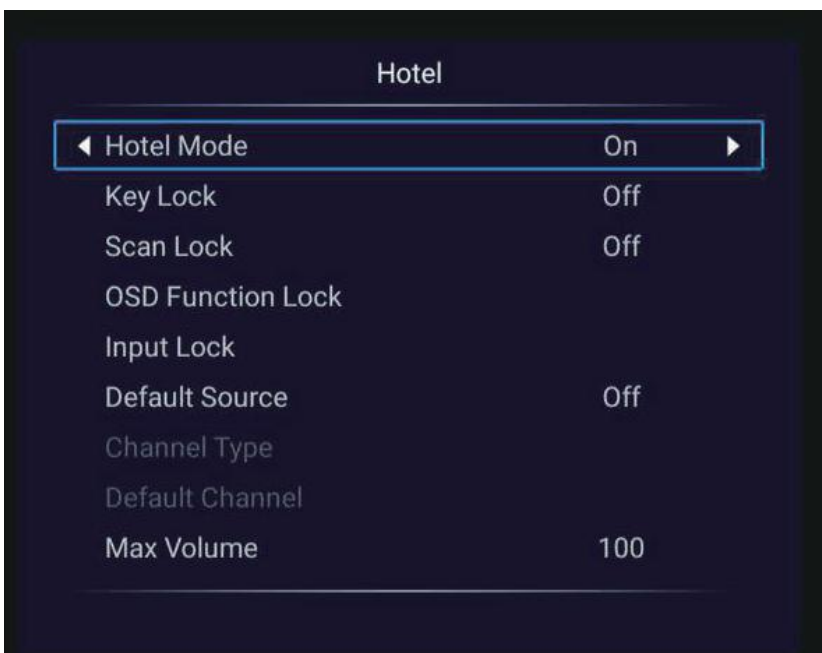 Hotel
Hotel Mode On
Key Lock Off
Scan Lock Off
OSD Function Lock
Input Lock
Default Source Off
Channel Type
Default Channel
Max Volume 100